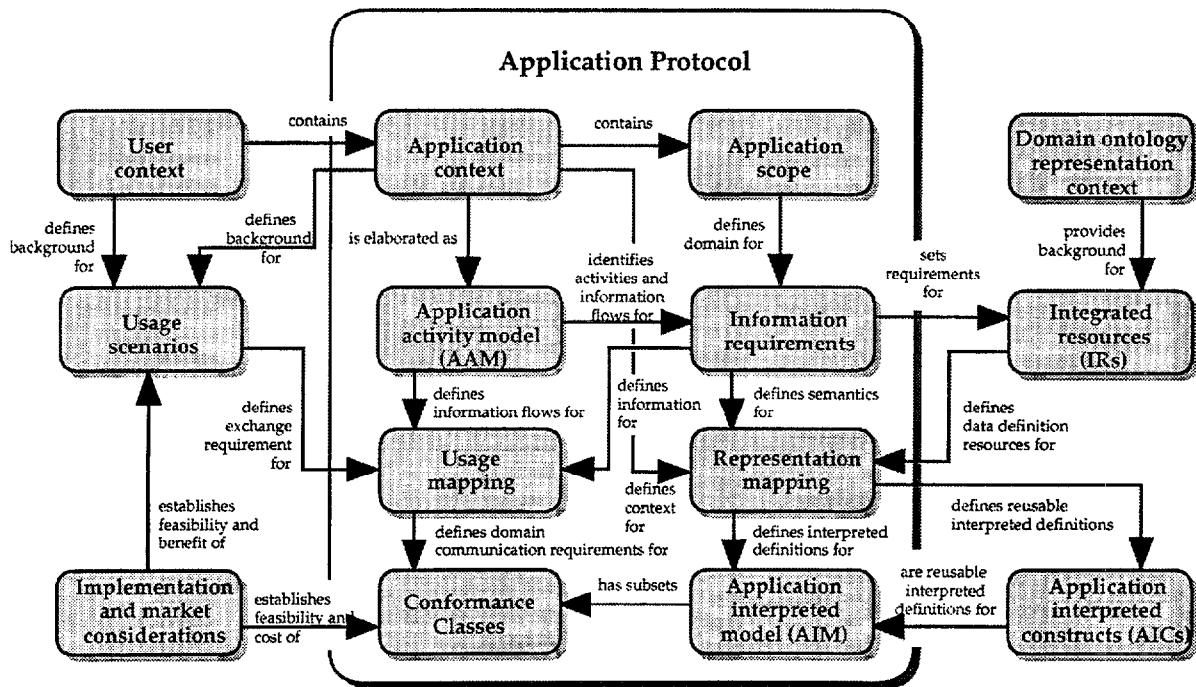 Application Protocol
contains
contains
User
context
Application
context
Application
scope
Domain ontology
representation
context
defines
background for
for
defines
background
for
is elaborated as
identifies
activities and
information
flows for
defines
domain for
sets
requirements
for
provides
background
for
Usage
scenarios
Application
activity model
(AAM)
Information
requirements
Integrated
resources
(IRs)
defines
exchange
requirement
for
defines
information flows for
defines
information
for
defines semantics
for
defines
data definition
resources for
Usage
mapping
Representation
mapping
establishes
feasibility and
benefit of
defines domain
communication requirements for
defines
context
for
defines interpreted
definitions for
defines reusable
interpreted definitions
Implementation
and market
considerations
establishes
feasibility and
cost of
Conformance
Classes
has subsets
Application
interpreted
model (AIM)
are reusable
interpreted
definitions for
Application
interpreted
constructs (AICs)